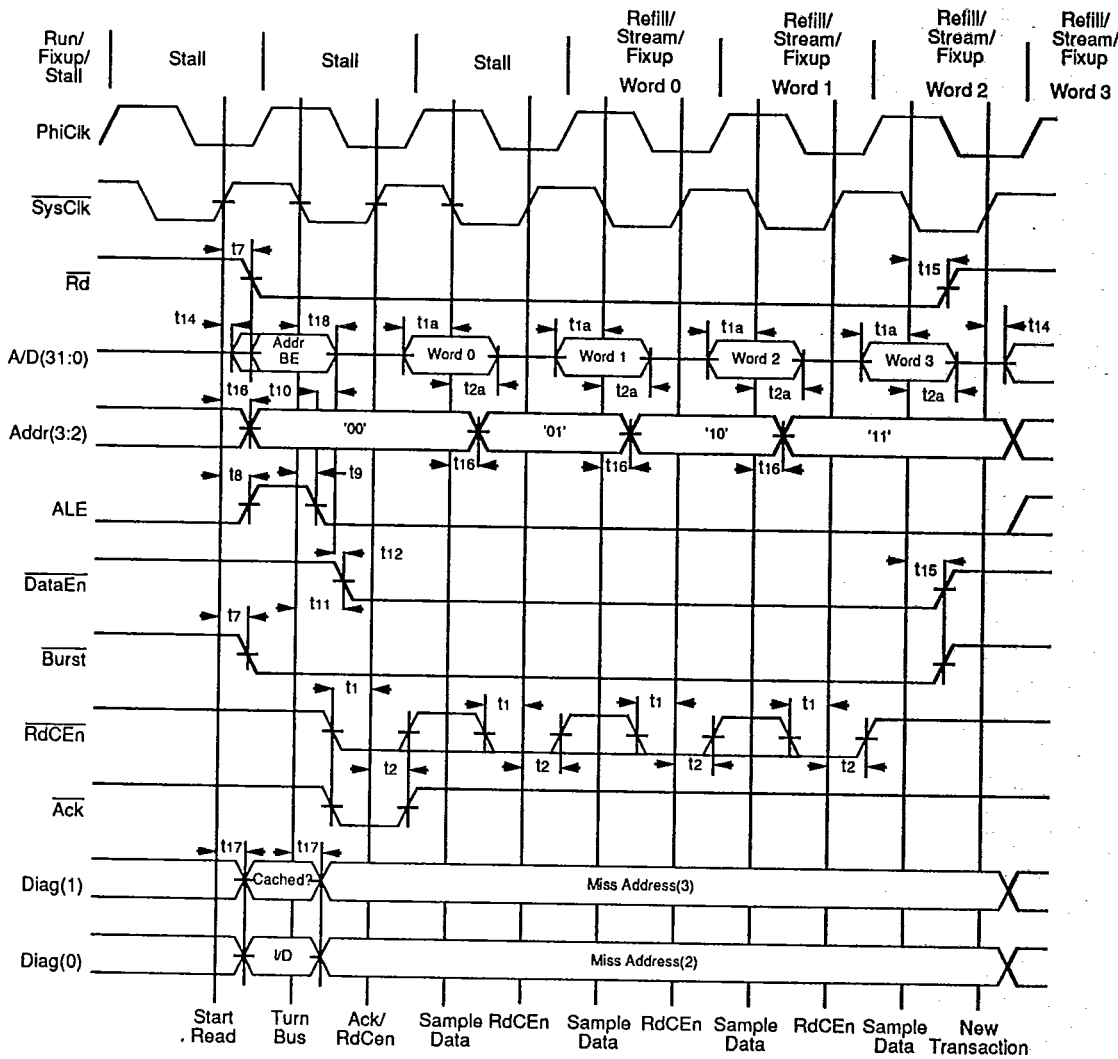 Run/
Fixup/
Stall
Stall
Stall
Stall
Refill/
Stream/
Fixup
Word 0
Refill/
Stream/
Fixup
Word 1
Refill/
Stream/
Fixup
Word 2
Refill/
Stream/
Fixup
Word 3
PhiClk
SysClk
Rd
t7
t15
A/D(31:0)
t14
t18
Addr
BE
t1a
Word 0
t2a
t1a
Word 1
t2a
t1a
Word 2
t2a
t1a
Word 3
t2a
t14
Addr(3:2)
t16
t10
'00'
t16
'01'
t16
'10'
t16
'11'
ALE
t8
t9
DataEn
t12
t11
t15
Burst
t7
RdCEn
t1
t2
t1
t2
t1
t2
t1
t2
Ack
Diag(1)
t17
t17
Cached?
Miss Address(3)
Diag(0)
I/D
Miss Address(2)
Start
Read
Turn
Bus
Ack/
RdCen
Sample
Data
RdCEn
Sample
Data
RdCEn
Sample
Data
RdCEn
Sample
Data
New
Transaction